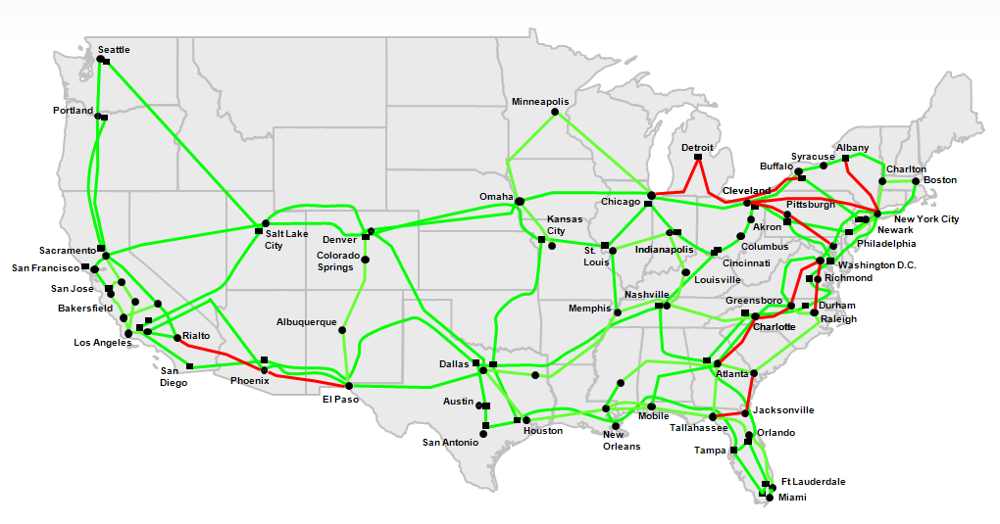 Seattle
Portland
Minneapolis
Detroit
Albany
Syracuse
Buffalo
Charlton
Boston
Cleveland
Omaha
Chicago
Pittsburgh
New York City
Newark
Kansas
City
Akron
Columbus
Philadelphia
Salt Lake
City
Denver
Colorado
Springs
St.
Louis
Indianapolis
Cincinnati
Washington D.C.
Sacramento
San Francisco
Richmond
Louisville
San Jose
Nashville
Greensboro
Durham
Raleigh
Bakersfield
Memphis
Albuquerque
Charlotte
Los Angeles
Rialto
San
Diego
Phoenix
Dallas
Atlanta
El Paso
Austin
Mobile
Jacksonville
Tallahassee
San Antonio
Houston
New
Orleans
Orlando
Tampa
Ft Lauderdale
Miami